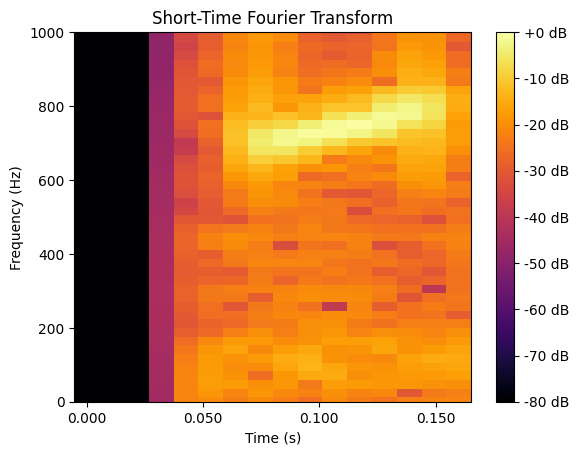 Short-Time Fourier Transform
1000
800
600
400
200
0
Frequency (Hz)
0.000
0.050
0.100
0.150
Time (s)
+0 dB
-10 dB
-20 dB
-30 dB
-40 dB
-50 dB
-60 dB
-70 dB
-80 dB